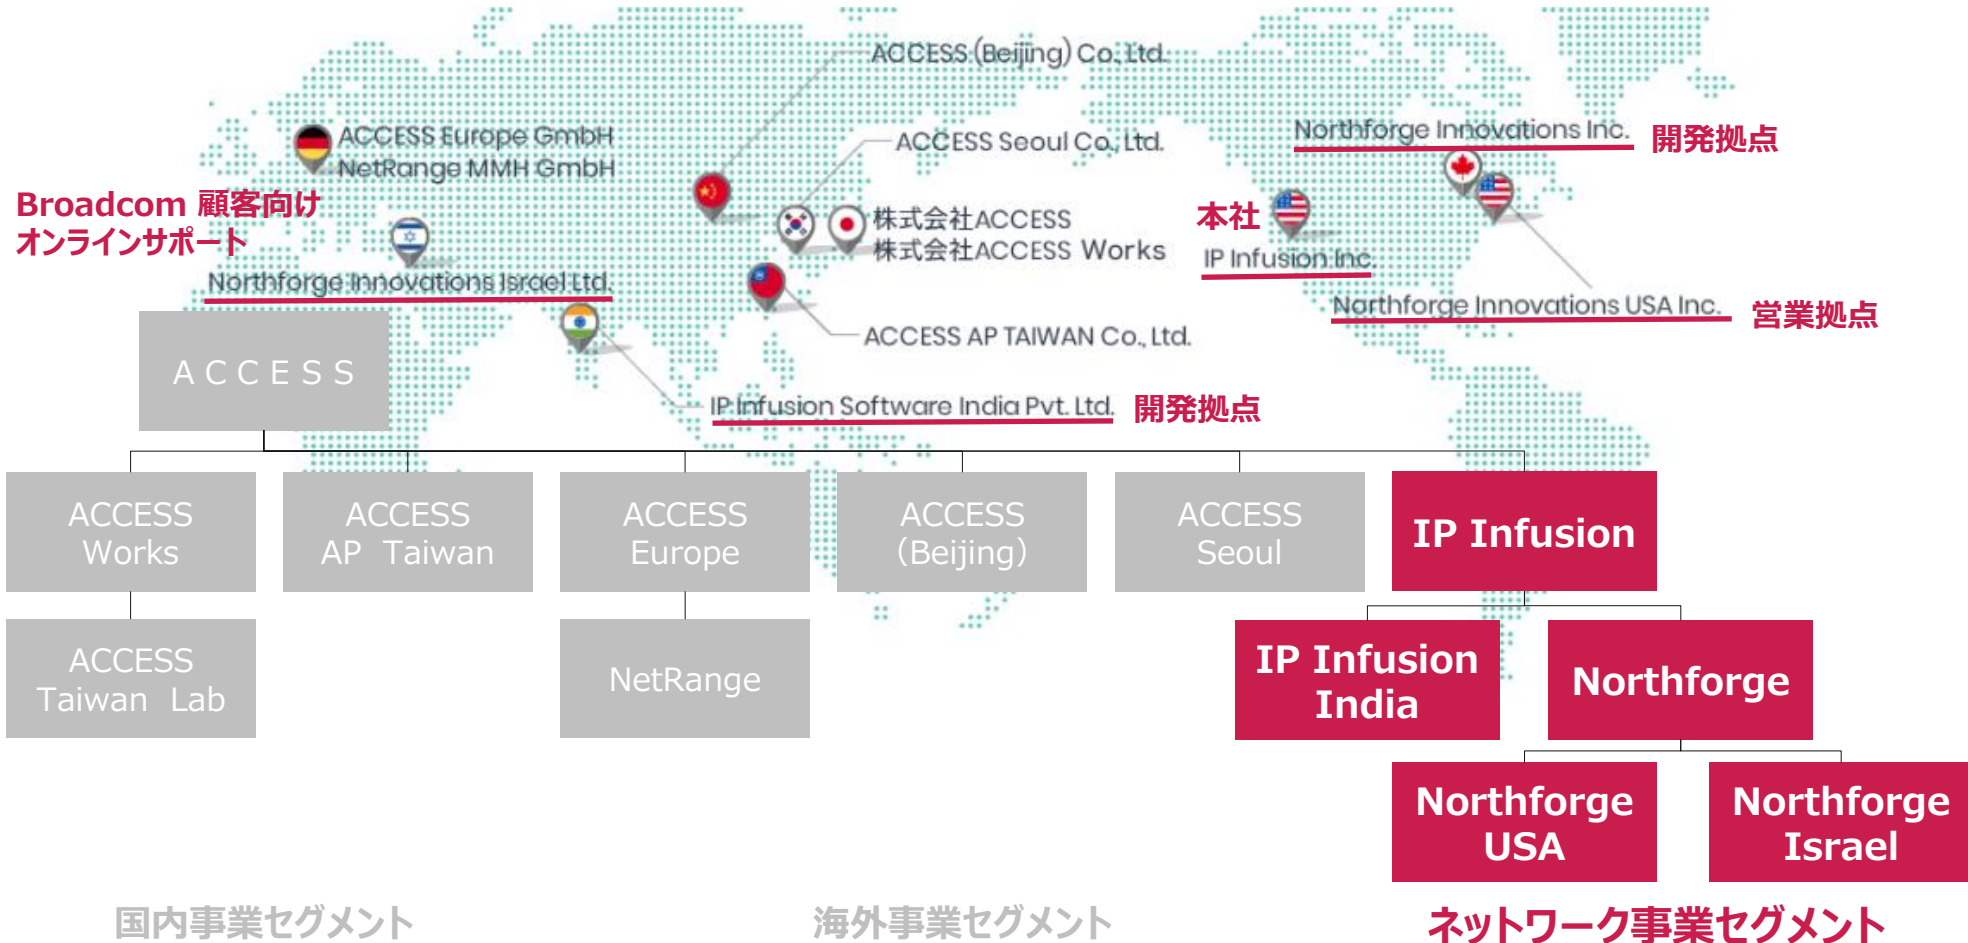 ACCESS (Beijing) Co., Ltd.
ACCESS Europe GmbH
NetRange MMH GmbH
ACCESS Seoul Co., Ltd.
Northforge Innovations Inc. 開発拠点
Broadcom 顧客向け
オンラインサポート
株式会社ACCESS
株式会社ACCESS Works
本社
IP Infusion Inc.
Northforge Innovations Israel Ltd.
Northforge Innovations USA Inc. 営業拠点
ACCESS AP TAIWAN Co., Ltd.
IP Infusion Software India Pvt. Ltd. 開発拠点
ＡＣＣＥＳＳ
ACCESS
Works
ACCESS
AP Taiwan
ACCESS
Europe
ACCESS
（Beijing）
ACCESS
Seoul
IP Infusion
ACCESS
Taiwan Lab
NetRange
IP Infusion
India
Northforge
Northforge
USA
Northforge
Israel
国内事業セグメント
海外事業セグメント
ネットワーク事業セグメント